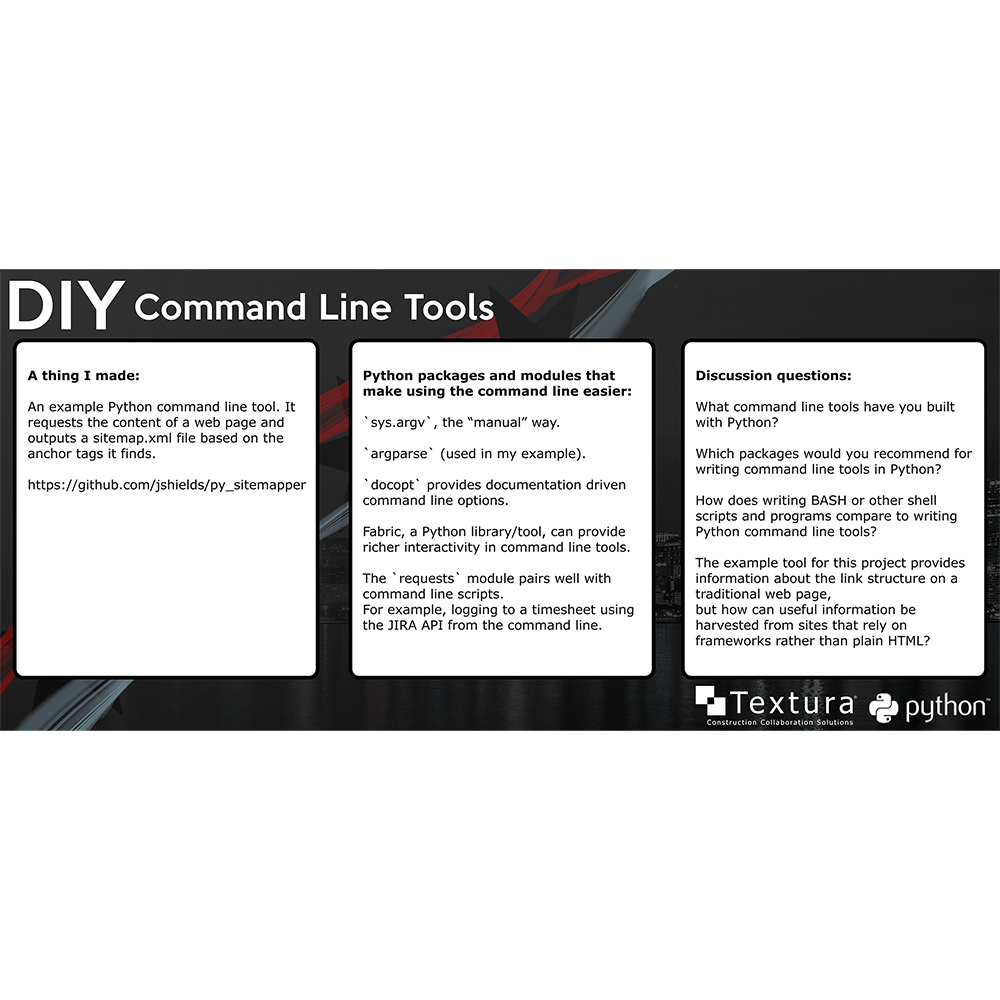 DIY Command Line Tools
A thing I made:
An example Python command line tool. It
requests the content of a web page and
outputs a sitemap.xml file based on the
anchor tags it finds.
https://github.com/jshields/py_sitemapper
Python packages and modules that
make using the command line easier:
`sys.argv`, the “manual” way.
`argparse` (used in my example).
`docopt` provides documentation driven
command line options.
Fabric, a Python library/tool, can provide
richer interactivity in command line tools.
The `requests` module pairs well with
command line scripts.
For example, logging to a timesheet using
the JIRA API from the command line.
Discussion questions:
What command line tools have you built
with Python?
Which packages would you recommend for
writing command line tools in Python?
How does writing BASH or other shell
scripts and programs compare to writing
Python command line tools?
The example tool for this project provides
information about the link structure on a
traditional web page,
but how can useful information be
harvested from sites that rely on
frameworks rather than plain HTML?
Textura®
Construction Collaboration Solutions
python™